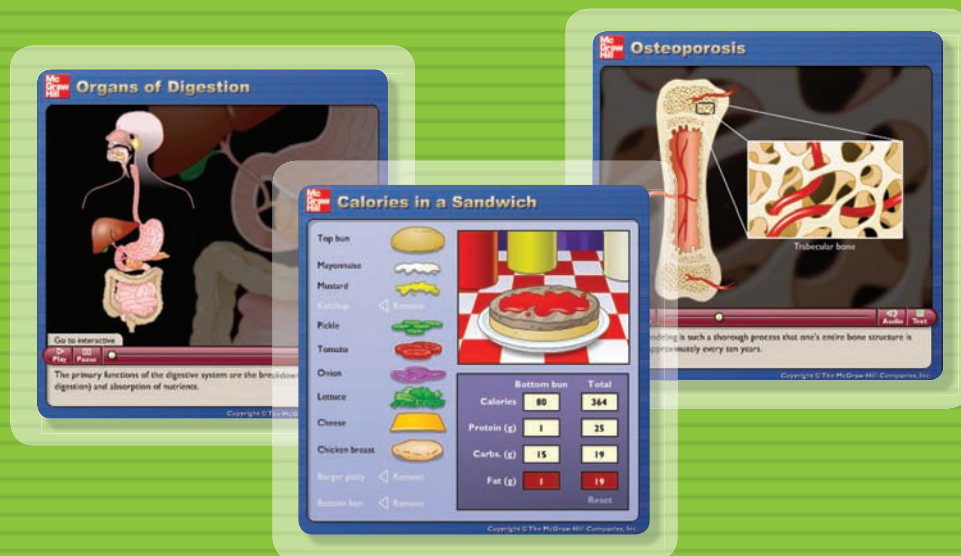 Mc
Graw
Hill
Organs of Digestion
Go to interactive
Play Pause
The primary functions of the digestive system are the breakdown
digestion) and absorption of nutrients.
Copyright © The McG
Mc
Graw
Hill
Calories in a Sandwich
Top bun
Mayonnaise
Mustard
Ketchup Remove
Pickle
Tomato
Onion
Lettuce
Cheese
Chicken breast
Burger patty Remove
Bottom bun Remove
Bottom bun Total
Calories 80 364
Protein (g) 1 25
Carbs. (g) 15 19
Fat (g) 1 19
Reset
Copyright © The McGraw-Hill Companies, Inc.
Mc
Graw
Hill
Osteoporosis
Trabecular bone
Audio Text
is such a thorough process that one's entire bone structure is
every ten years.
Copyright © The McGraw-Hill Companies, Inc.